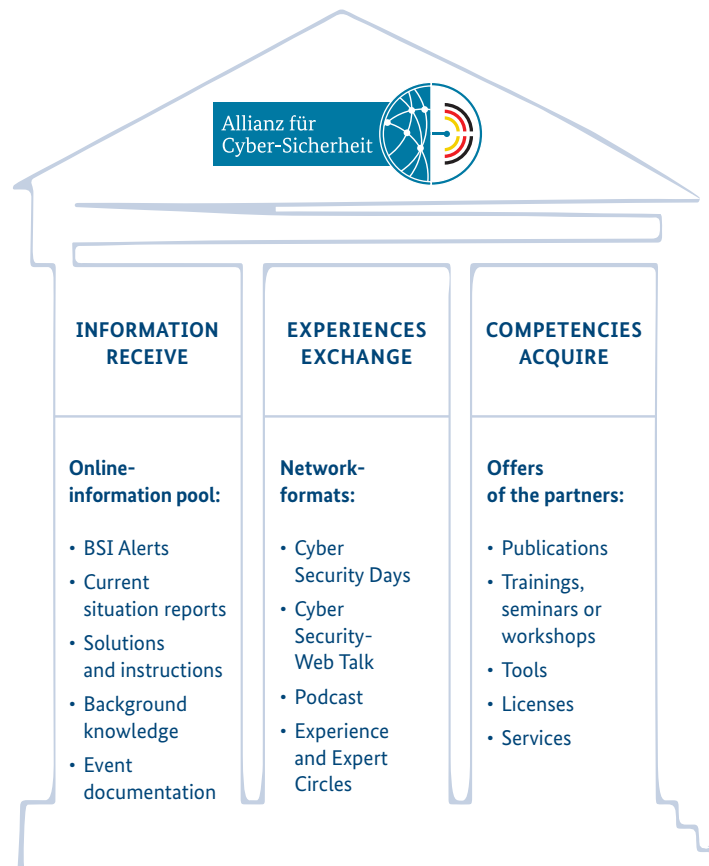 Allianz für
Cyber-Sicherheit
INFORMATION
RECEIVE
Online-
information pool:
• BSI Alerts
• Current
situation reports
• Solutions
and instructions
• Background
knowledge
• Event
documentation
EXPERIENCES
EXCHANGE
Network-
formats:
• Cyber
Security Days
• Cyber
Security-
Web Talk
• Podcast
• Experience
and Expert
Circles
COMPETENCIES
ACQUIRE
Offers
of the partners:
• Publications
• Trainings,
seminars or
workshops
• Tools
• Licenses
• Services